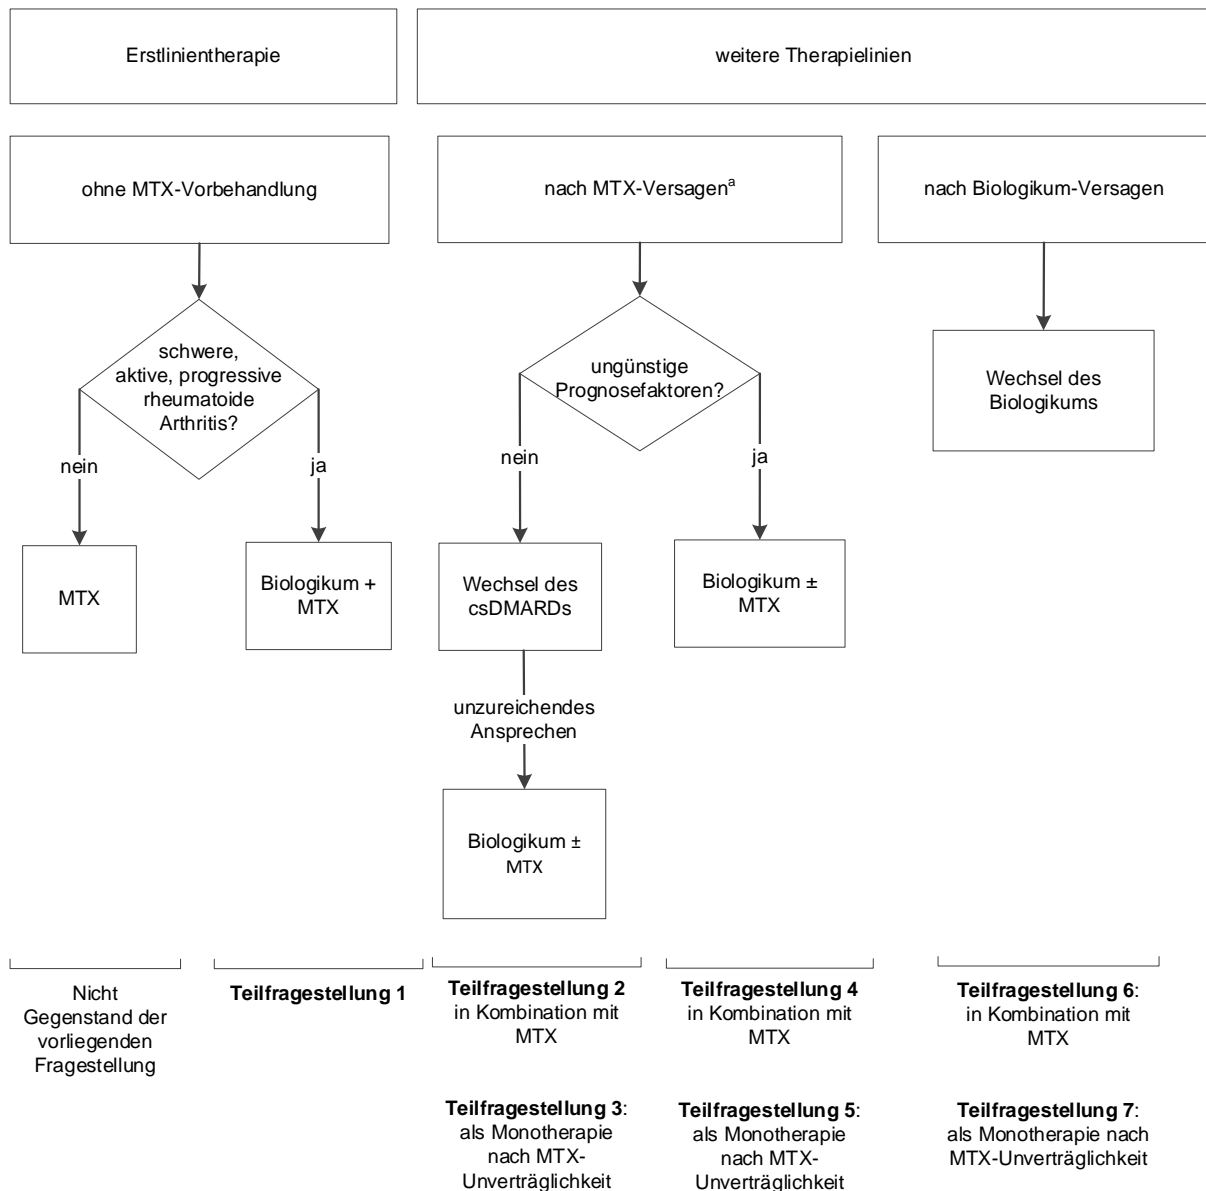 Erstlinientherapie
weitere Therapielinien
ohne MTX-Vorbehandlung
nach MTX-Versagenᵃ
nach Biologikum-Versagen
schwere,
aktive, progressive
rheumatoide
Arthritis?
ungünstige
Prognosefaktoren?
Wechsel des
Biologikums
nein
ja
nein
ja
MTX
Biologikum +
MTX
Wechsel des
csDMARDs
Biologikum ±
MTX
unzureichendes
Ansprechen
Biologikum ±
MTX
Nicht
Gegenstand der
vorliegenden
Fragestellung
Teilfragestellung 1
Teilfragestellung 2
in Kombination mit
MTX
Teilfragestellung 4
in Kombination mit
MTX
Teilfragestellung 6:
in Kombination mit
MTX
Teilfragestellung 3:
als Monotherapie
nach MTX-
Unverträglichkeit
Teilfragestellung 5:
als Monotherapie
nach MTX-
Unverträglichkeit
Teilfragestellung 7:
als Monotherapie nach
MTX-Unverträglichkeit